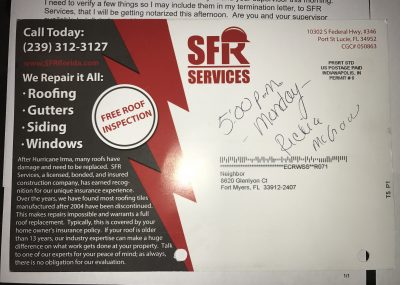 I need to verify a few things so I may include them in my termination letter, to SFR
Services, that I will be getting notarized this afternoon. Are you and your supervisor
Call Today:
(239) 312-3127
www.SFRflorida.com
We Repair it All:
· Roofing
· Gutters
· Siding
· Windows
FREE ROOF
INSPECTION
After Hurricane Irma, many roofs have
damage and need to be replaced. SFR
Services, a licensed, bonded, and insured
construction company, has earned recog-
nition for our unique insurance experience.
Over the years, we have found most roofing tiles
manufactured after 2004 have been discontinued.
This makes repairs impossible and warrants a full
roof replacement. Typically, this is covered by your
home owner's insurance policy. If your roof is older
than 13 years, our industry expertise can make a huge
difference on what work gets done at your property. Talk
to one of our experts for your peace of mind; as always,
there is no obligation for our evaluation.
SFR
SERVICES
10302 S Federal Hwy, #346
Port St Lucie, FL 34952
CGC# 050863
PRSRT STD
US POSTAGE PAID
INDIANAPOLIS, IN
PERMIT #
5:00 p.m
Monday
McGraw
ECRWSS**R071
Neighbor
Fort Myers, FL 33912-2407
T5 P1
1/1